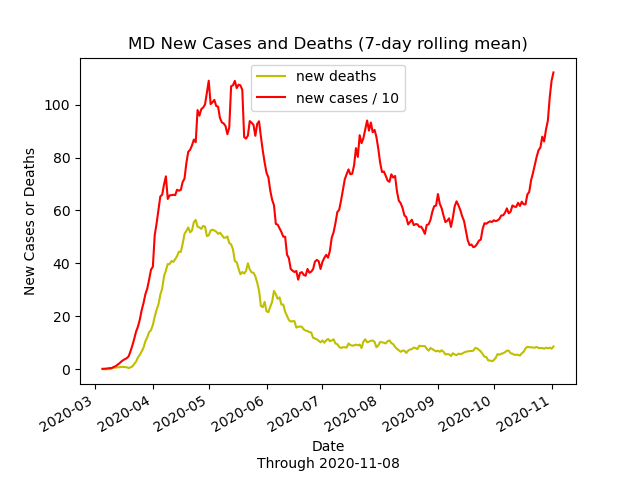 MD New Cases and Deaths (7-day rolling mean)
new deaths
new cases / 10
New Cases or Deaths
100
80
60
40
20
0
2020-03
2020-04
2020-05
2020-06
2020-07
2020-08
2020-09
2020-10
2020-11
Date
Through 2020-11-08